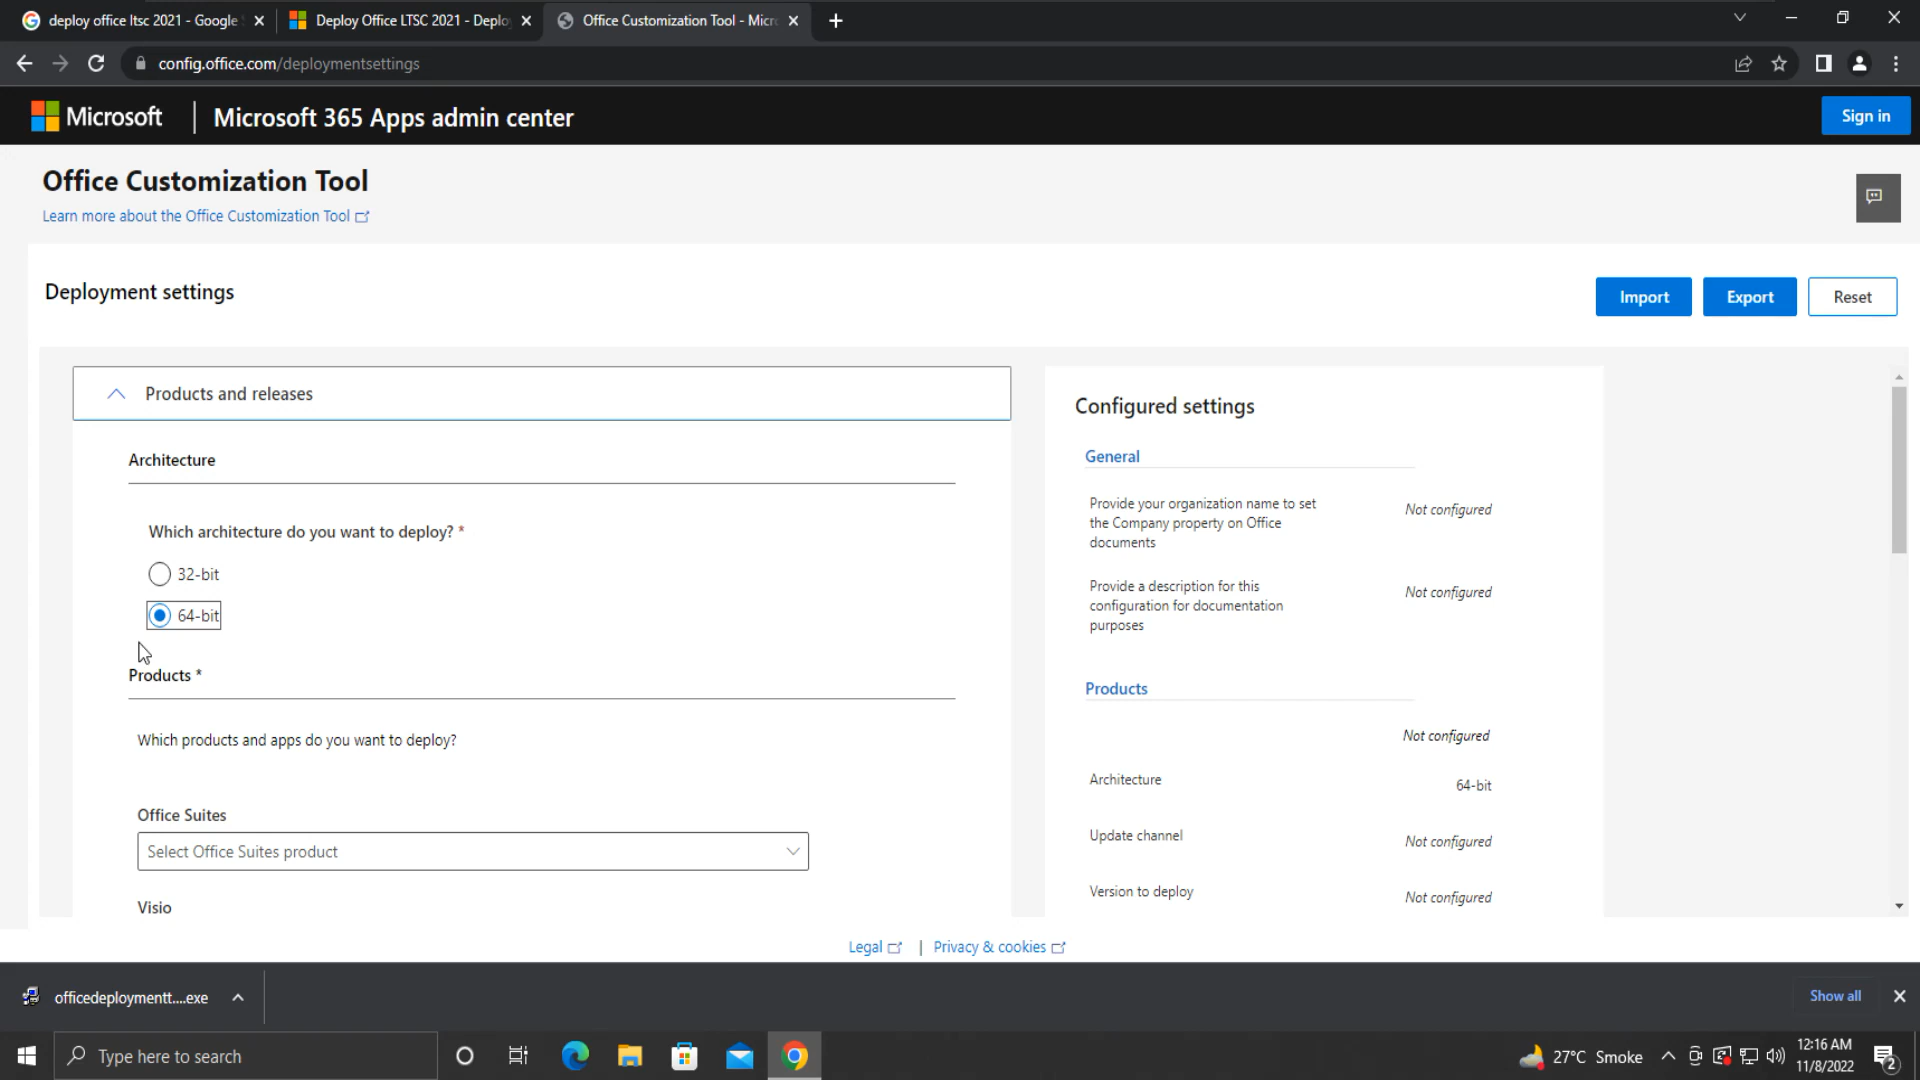 deploy office ltsc 2021 - Google
Deploy Office LTSC 2021 - Deplo
Office Customization Tool - Micr
config.office.com/deploymentsettings
Microsoft
Microsoft 365 Apps admin center
Sign in
Office Customization Tool
Learn more about the Office Customization Tool
Deployment settings
Import
Export
Reset
Products and releases
Architecture
Which architecture do you want to deploy? *
32-bit
64-bit
Products *
Which products and apps do you want to deploy?
Office Suites
Select Office Suites product
Visio
Configured settings
General
Provide your organization name to set
the Company property on Office
documents
Not configured
Provide a description for this
configuration for documentation
purposes
Not configured
Products
Not configured
Architecture
64-bit
Update channel
Not configured
Version to deploy
Not configured
Legal | Privacy & cookies
officedeploymentt....exe
Show all
Type here to search
27°C Smoke
12:16 AM
11/8/2022
2